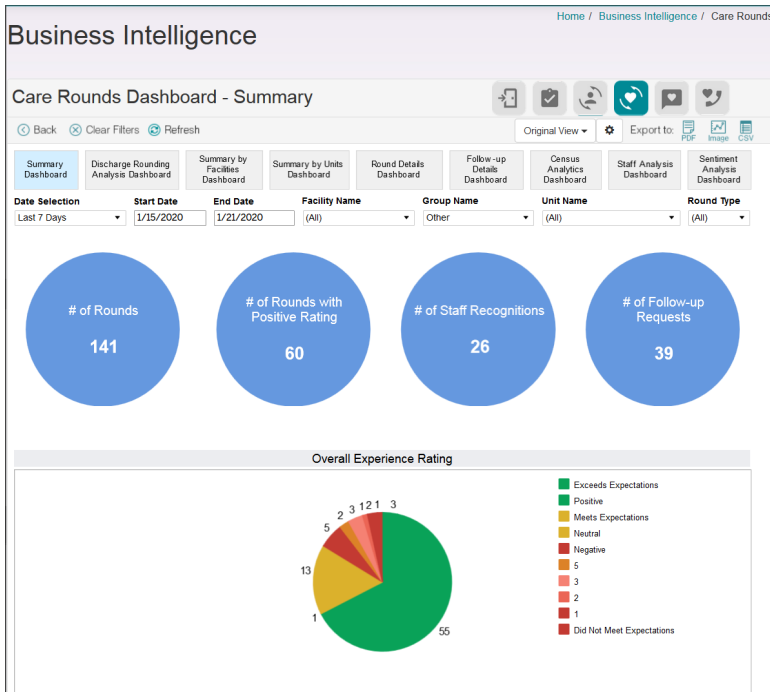 Home / Business Intelligence / Care Rounds
Business Intelligence
Care Rounds Dashboard - Summary
Back Clear Filters Refresh
Original View Export to: PDF Image CSV
Summary
Dashboard
Discharge Rounding
Analysis Dashboard
Summary by
Facilities
Dashboard
Summary by Units
Dashboard
Round Details
Dashboard
Follow-up
Details
Dashboard
Census
Analytics
Dashboard
Staff Analysis
Dashboard
Sentiment
Analysis
Dashboard
Date Selection Start Date End Date Facility Name Group Name Unit Name Round Type
Last 7 Days 1/15/2020 1/21/2020 (All) Other (All) (All)
# of Rounds
141
# of Rounds with
Positive Rating
60
# of Staff Recognitions
26
# of Follow-up
Requests
39
Overall Experience Rating
3
55
1
13
5
2
3
1
2
1
Exceeds Expectations
Positive
Meets Expectations
Neutral
Negative
5
3
2
1
Did Not Meet Expectations